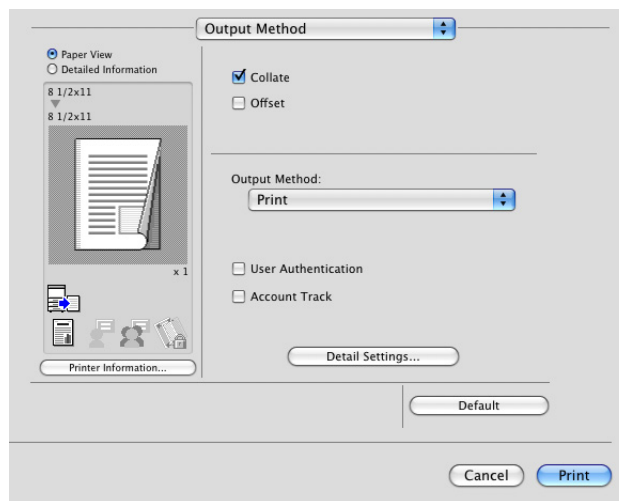 Output Method
Paper View
Detailed Information
8 1/2x11
8 1/2x11
x 1
Printer Information...
Collate
Offset
Output Method:
Print
User Authentication
Account Track
Detail Settings...
Default
Cancel
Print